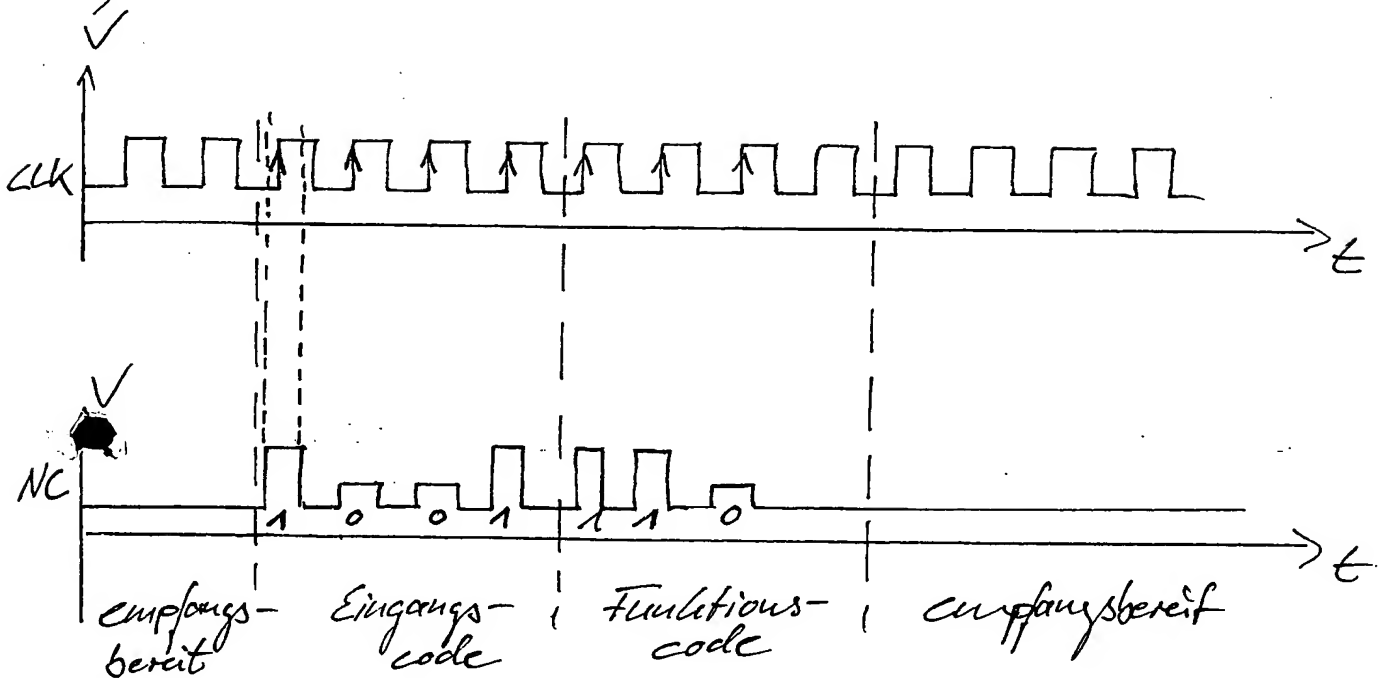 V
CLK
t
V
NC
1 0 0 1 1 1 0
t
empfangs-
bereit
Eingangs-
code
Funktions-
code
empfangsbereit